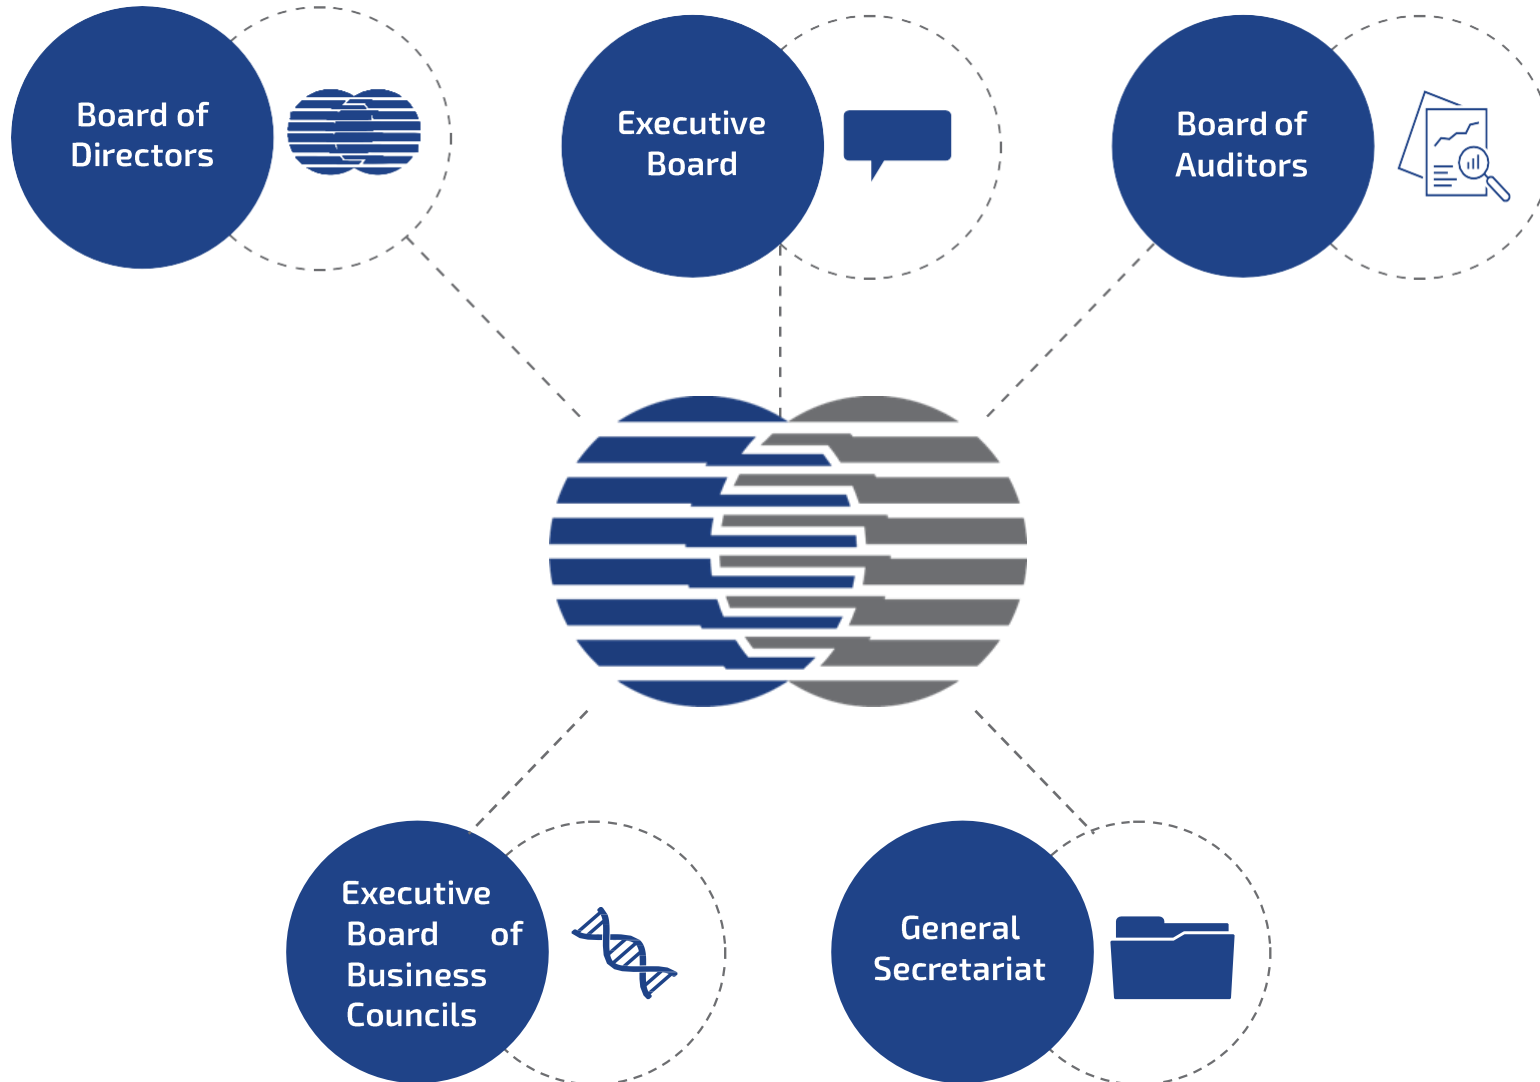 Board of
Directors
Executive
Board
Board of
Auditors
Executive
Board of
Business
Councils
General
Secretariat